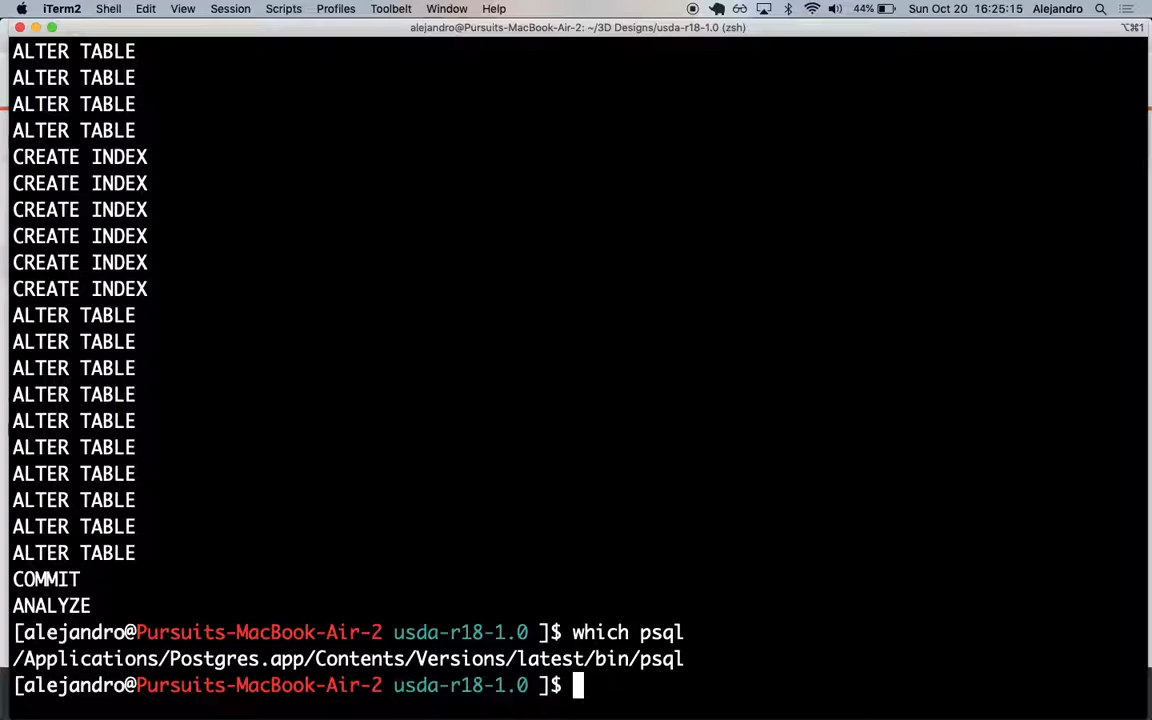 iTerm2 Shell Edit View Session Scripts Profiles Toolbelt Window Help 44% Sun Oct 20 16:25:15 Alejandro
alejandro@Pursuits-MacBook-Air-2: ~/3D Designs/usda-r18-1.0 (zsh) ⌥⌘1
ALTER TABLE
ALTER TABLE
ALTER TABLE
ALTER TABLE
CREATE INDEX
CREATE INDEX
CREATE INDEX
CREATE INDEX
CREATE INDEX
CREATE INDEX
ALTER TABLE
ALTER TABLE
ALTER TABLE
ALTER TABLE
ALTER TABLE
ALTER TABLE
ALTER TABLE
ALTER TABLE
ALTER TABLE
ALTER TABLE
COMMIT
ANALYZE
[alejandro@Pursuits-MacBook-Air-2 usda-r18-1.0 ]$ which psql
/Applications/Postgres.app/Contents/Versions/latest/bin/psql
[alejandro@Pursuits-MacBook-Air-2 usda-r18-1.0 ]$